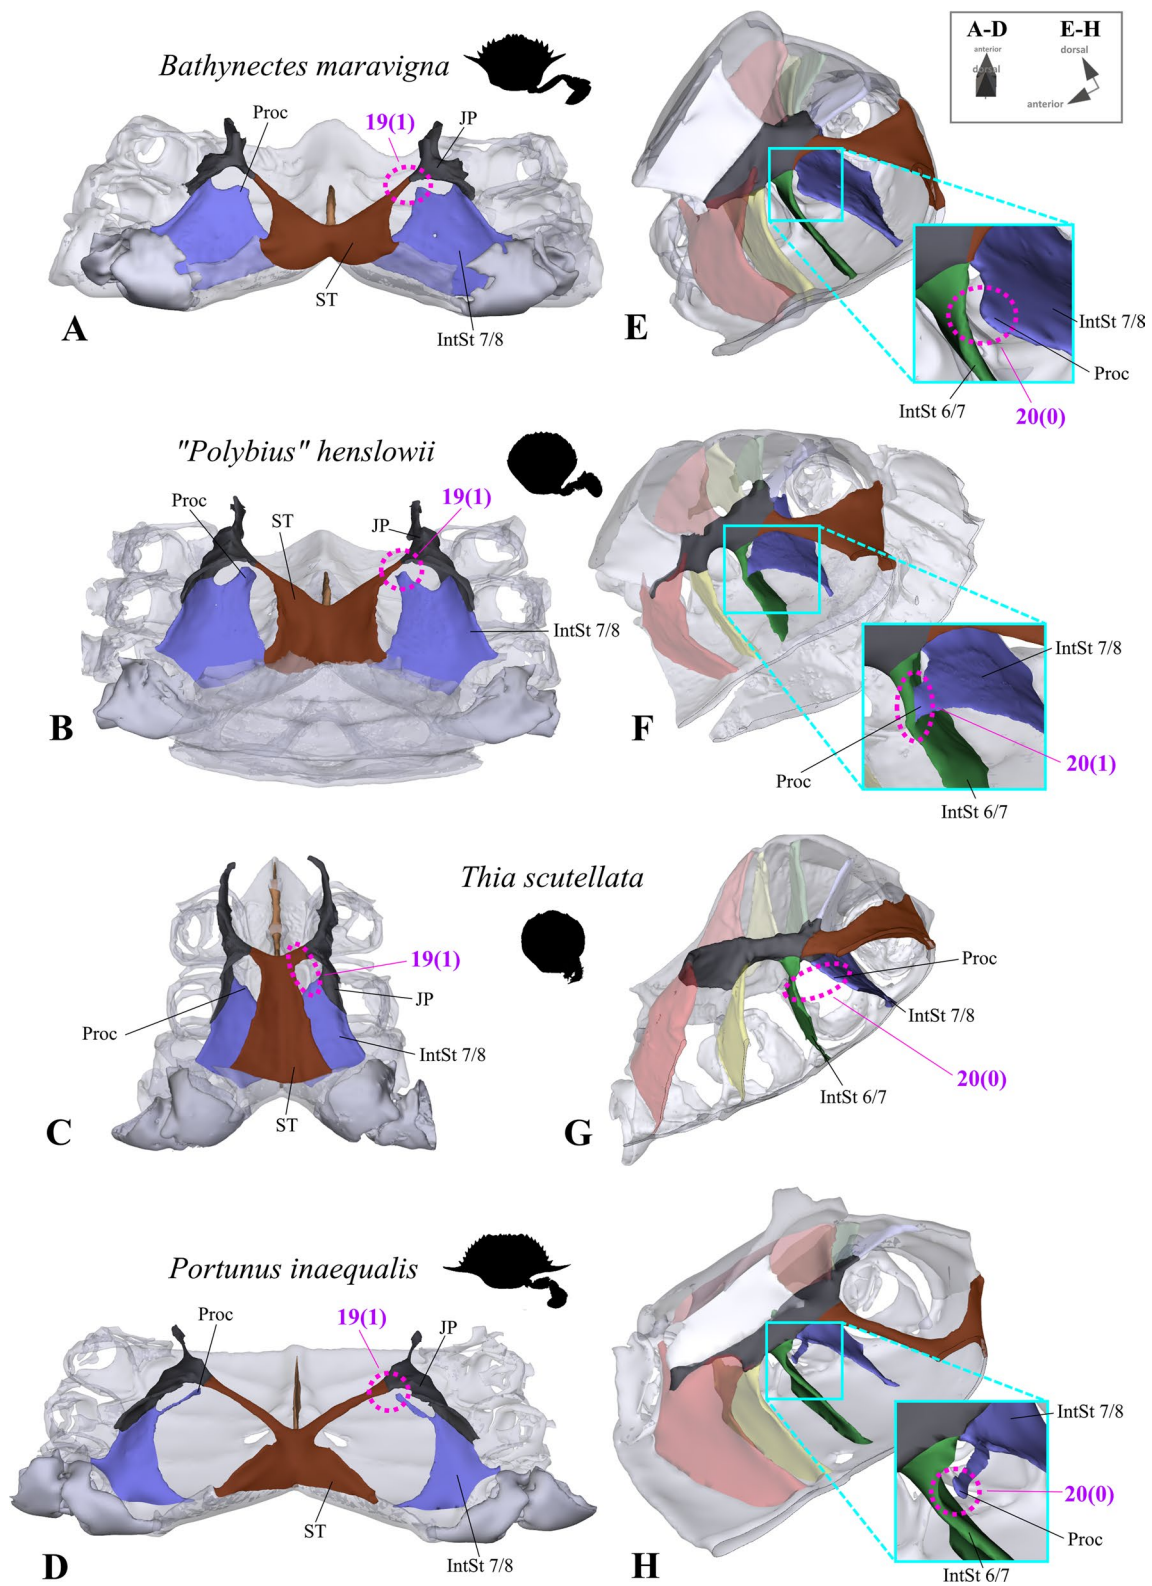 Bathynectes maravigna
Proc
19(1)
JP
ST
IntSt 7/8
A
A-D
E-H
anterior
dorsal
dorsal
anterior
E
IntSt 7/8
Proc
IntSt 6/7
20(0)
"Polybius" henslowii
Proc
ST
19(1)
JP
IntSt 7/8
B
F
IntSt 7/8
20(1)
Proc
IntSt 6/7
Thia scutellata
19(1)
JP
Proc
IntSt 7/8
ST
C
Proc
IntSt 7/8
20(0)
IntSt 6/7
G
Portunus inaequalis
Proc
19(1)
JP
ST
IntSt 7/8
D
H
IntSt 7/8
20(0)
Proc
IntSt 6/7